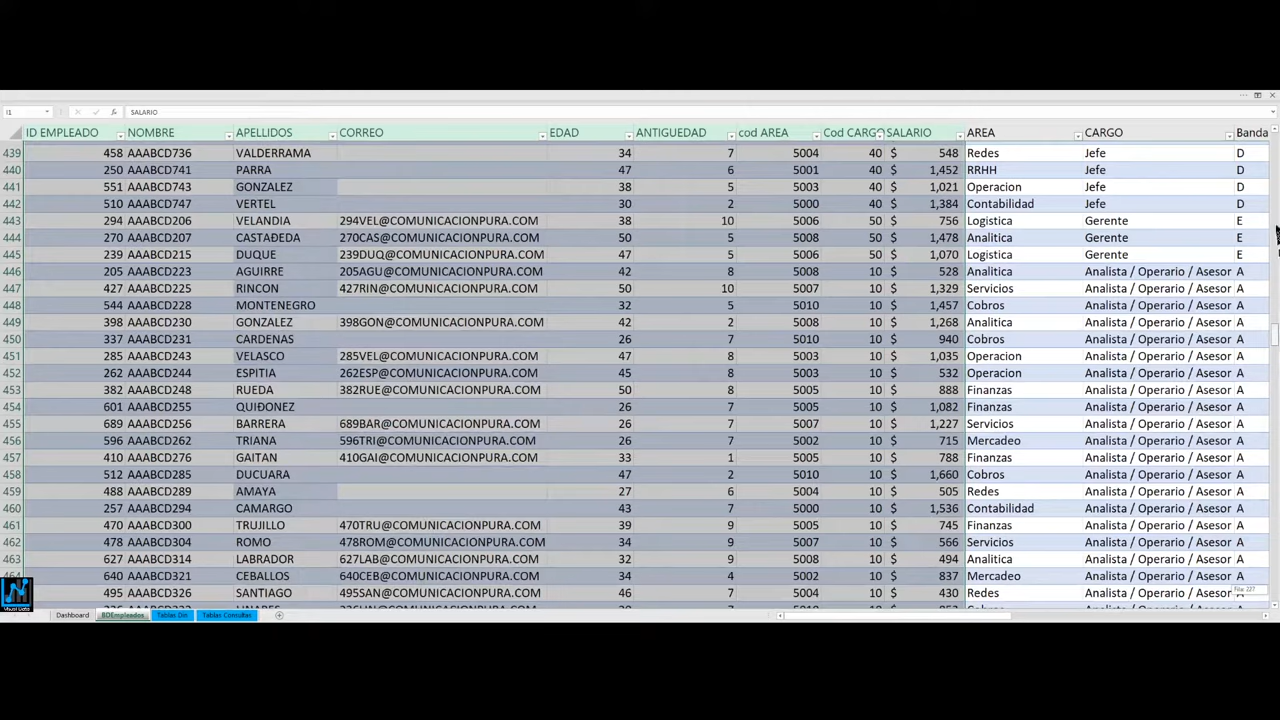 I1 fx SALARIO
ID EMPLEADO NOMBRE APELLIDOS CORREO EDAD ANTIGUEDAD cod AREA Cod CARGO SALARIO AREA CARGO Banda
439 458 AAABCD736 VALDERRAMA 34 7 5004 40 $ 548 Redes Jefe D
440 250 AAABCD741 PARRA 47 6 5001 40 $ 1,452 RRHH Jefe D
441 551 AAABCD743 GONZALEZ 38 5 5003 40 $ 1,021 Operacion Jefe D
442 510 AAABCD747 VERTEL 30 2 5000 40 $ 1,384 Contabilidad Jefe D
443 294 AAABCD206 VELANDIA 294VEL@COMUNICACIONPURA.COM 38 10 5006 50 $ 756 Logistica Gerente E
444 270 AAABCD207 CASTAÐEDA 270CAS@COMUNICACIONPURA.COM 50 5 5008 50 $ 1,478 Analitica Gerente E
445 239 AAABCD215 DUQUE 239DUQ@COMUNICACIONPURA.COM 46 5 5006 50 $ 1,070 Logistica Gerente E
446 205 AAABCD223 AGUIRRE 205AGU@COMUNICACIONPURA.COM 42 8 5008 10 $ 528 Analitica Analista / Operario / Asesor A
447 427 AAABCD225 RINCON 427RIN@COMUNICACIONPURA.COM 50 10 5007 10 $ 1,329 Servicios Analista / Operario / Asesor A
448 544 AAABCD228 MONTENEGRO 32 5 5010 10 $ 1,457 Cobros Analista / Operario / Asesor A
449 398 AAABCD230 GONZALEZ 398GON@COMUNICACIONPURA.COM 42 2 5008 10 $ 1,268 Analitica Analista / Operario / Asesor A
450 337 AAABCD231 CARDENAS 26 7 5010 10 $ 940 Cobros Analista / Operario / Asesor A
451 285 AAABCD243 VELASCO 285VEL@COMUNICACIONPURA.COM 47 8 5003 10 $ 1,035 Operacion Analista / Operario / Asesor A
452 262 AAABCD244 ESPITIA 262ESP@COMUNICACIONPURA.COM 45 8 5003 10 $ 532 Operacion Analista / Operario / Asesor A
453 382 AAABCD248 RUEDA 382RUE@COMUNICACIONPURA.COM 50 8 5005 10 $ 888 Finanzas Analista / Operario / Asesor A
454 601 AAABCD255 QUIÐONEZ 26 7 5005 10 $ 1,082 Finanzas Analista / Operario / Asesor A
455 689 AAABCD256 BARRERA 689BAR@COMUNICACIONPURA.COM 26 7 5007 10 $ 1,227 Servicios Analista / Operario / Asesor A
456 596 AAABCD262 TRIANA 596TRI@COMUNICACIONPURA.COM 26 7 5002 10 $ 715 Mercadeo Analista / Operario / Asesor A
457 410 AAABCD276 GAITAN 410GAI@COMUNICACIONPURA.COM 33 1 5005 10 $ 788 Finanzas Analista / Operario / Asesor A
458 512 AAABCD285 DUCUARA 47 2 5010 10 $ 1,660 Cobros Analista / Operario / Asesor A
459 488 AAABCD289 AMAYA 27 6 5004 10 $ 505 Redes Analista / Operario / Asesor A
460 257 AAABCD294 CAMARGO 43 7 5000 10 $ 1,536 Contabilidad Analista / Operario / Asesor A
461 470 AAABCD300 TRUJILLO 470TRU@COMUNICACIONPURA.COM 39 9 5005 10 $ 745 Finanzas Analista / Operario / Asesor A
462 478 AAABCD304 ROMO 478ROM@COMUNICACIONPURA.COM 34 9 5007 10 $ 566 Servicios Analista / Operario / Asesor A
463 627 AAABCD314 LABRADOR 627LAB@COMUNICACIONPURA.COM 32 9 5008 10 $ 494 Analitica Analista / Operario / Asesor A
464 640 AAABCD321 CEBALLOS 640CEB@COMUNICACIONPURA.COM 34 4 5002 10 $ 837 Mercadeo Analista / Operario / Asesor A
495 AAABCD326 SANTIAGO 495SAN@COMUNICACIONPURA.COM 46 7 5004 10 $ 430 Redes Analista / Operario / Asesor
Fila: 227
Dashboard BDEmpleados Tablas Din Tablas Consultas